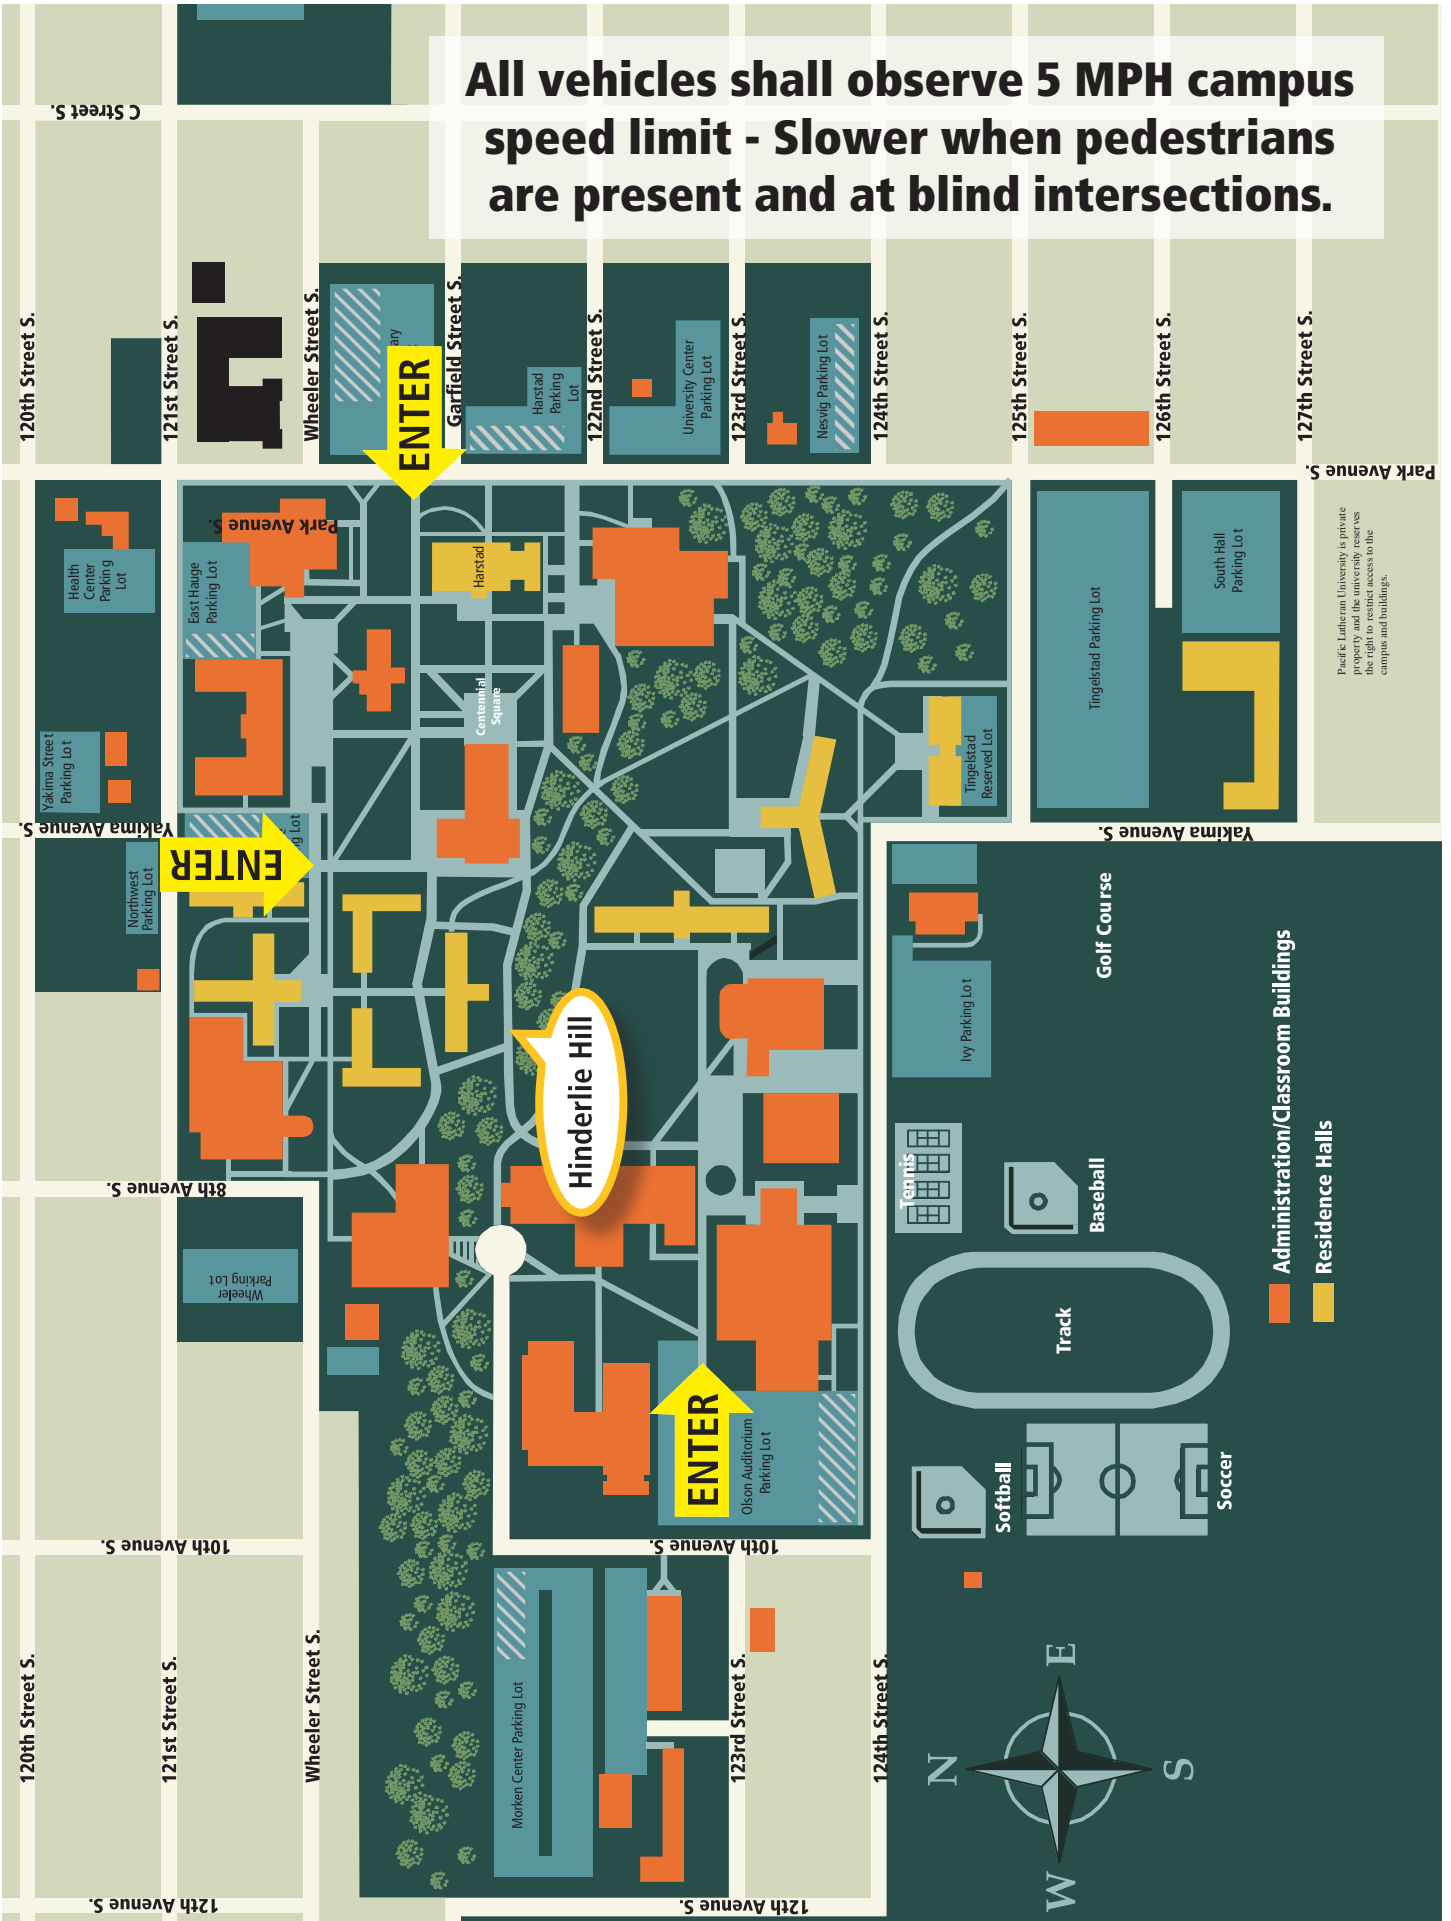 All vehicles shall observe 5 MPH campus
speed limit - Slower when pedestrians
are present and at blind intersections.
C Street S.
120th Street S.
121st Street S.
Wheeler Street S.
Garfield Street S.
122nd Street S.
123rd Street S.
124th Street S.
125th Street S.
126th Street S.
127th Street S.
ENTER
Harstad
Parking
Lot
University Center
Parking Lot
Nesvig Parking Lot
Park Avenue S.
Park Avenue S.
Health
Center
Parking
Lot
East Hauge
Parking Lot
Harstad
Centennial
Square
Yakima Street
Parking Lot
Tingelstad
Reserved Lot
Tingelstad Parking Lot
South Hall
Parking Lot
Pacific Lutheran University is private
property and the university reserves
the right to restrict access to the
campus and buildings.
Yakima Avenue S.
Yakima Avenue S.
Northwest
Parking Lot
ENTER
Lot
Hinderlie Hill
Ivy Parking Lot
Golf Course
Tennis
Baseball
Track
Softball
Soccer
Administration/Classroom Buildings
Residence Halls
8th Avenue S.
Wheeler
Parking Lot
ENTER
Olson Auditorium
Parking Lot
10th Avenue S.
10th Avenue S.
Morken Center Parking Lot
120th Street S.
121st Street S.
Wheeler Street S.
123rd Street S.
124th Street S.
12th Avenue S.
12th Avenue S.
N
E
S
W